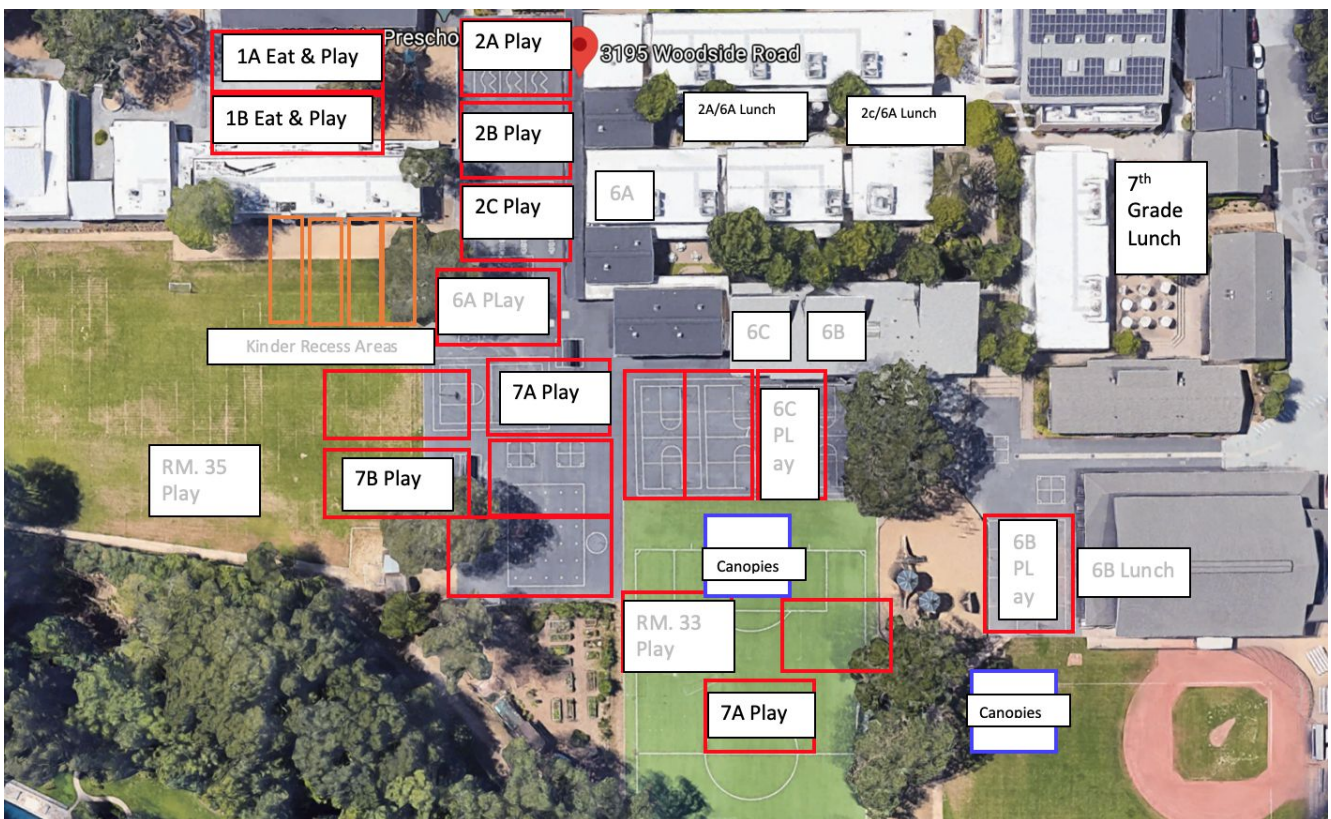 Prescho
1A Eat & Play
2A Play
3195 Woodside Road
1B Eat & Play
2B Play
2A/6A Lunch
2c/6A Lunch
2C Play
6A
7th
Grade
Lunch
6A PLay
Kinder Recess Areas
6C
6B
7A Play
6C
PL
ay
RM. 35
Play
7B Play
Canopies
6B
PL
ay
6B Lunch
RM. 33
Play
7A Play
Canopies